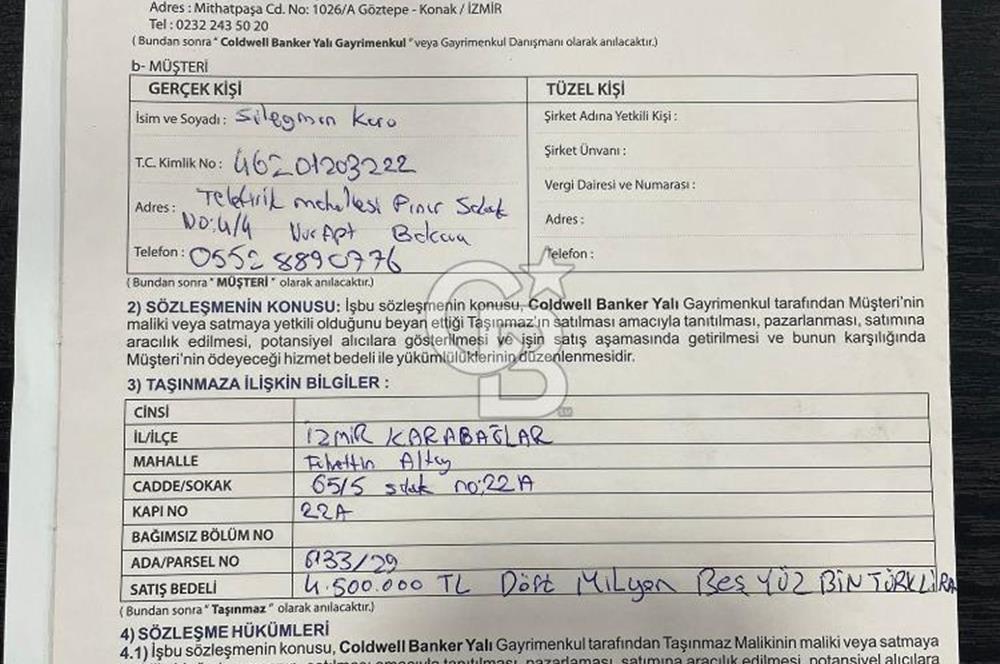 Adres : Mithatpaşa Cd. No: 1026/A Göztepe - Konak / İZMİR
Tel : 0232 243 50 20
( Bundan sonra " Coldwell Banker Yalı Gayrimenkul " veya Gayrimenkul Danışmanı olarak anılacaktır.)
b- MÜŞTERİ
GERÇEK KİŞİ
İsim ve Soyadı : Süleyman Kuro
T.C. Kimlik No : 46201203222
Adres : Teleferik mahallesi Pınar Sokak
NO:4/4 Nur Apt Balçova
Telefon : 0552 8890776
TÜZEL KİŞİ
Şirket Adına Yetkili Kişi :
Şirket Ünvanı :
Vergi Dairesi ve Numarası :
Adres :
Telefon :
( Bundan sonra " MÜŞTERİ " olarak anılacaktır.)
2) SÖZLEŞMENİN KONUSU: İşbu sözleşmenin konusu, Coldwell Banker Yalı Gayrimenkul tarafından Müşteri'nin
maliki veya satmaya yetkili olduğunu beyan ettiği Taşınmaz'ın satılması amacıyla tanıtılması, pazarlanması, satımına
aracılık edilmesi, potansiyel alıcılara gösterilmesi ve işin satış aşamasında getirilmesi ve bunun karşılığında
Müşteri'nin ödeyeceği hizmet bedeli ile yükümlülüklerinin düzenlenmesidir.
CB
3) TAŞINMAZA İLİŞKİN BİLGİLER :
CİNSİ
İL/İLÇE İZMİR KARABAĞLAR
MAHALLE Fahrettin Altay
CADDE/SOKAK 65/5 sokak no:22A
KAPI NO 22A
BAĞIMSIZ BÖLÜM NO
ADA/PARSEL NO 6133/29
SATIŞ BEDELİ 4.500.000 TL Dört Milyon Beş YÜZ BİN TÜRK LİRA
( Bundan sonra " Taşınmaz " olarak anılacaktır.)
4) SÖZLEŞME HÜKÜMLERİ
4.1) İşbu sözleşmenin konusu, Coldwell Banker Yalı Gayrimenkul tarafından Taşınmaz Malikinin maliki veya satmaya